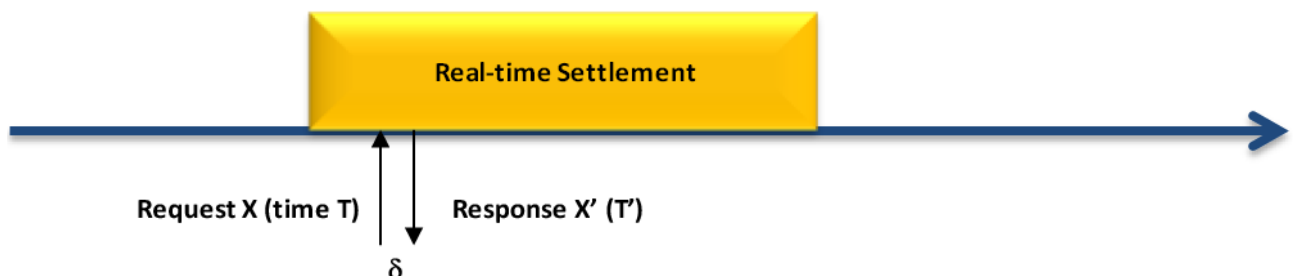 Real-time Settlement
Request X (time T)
Response X’ (T’)
δ